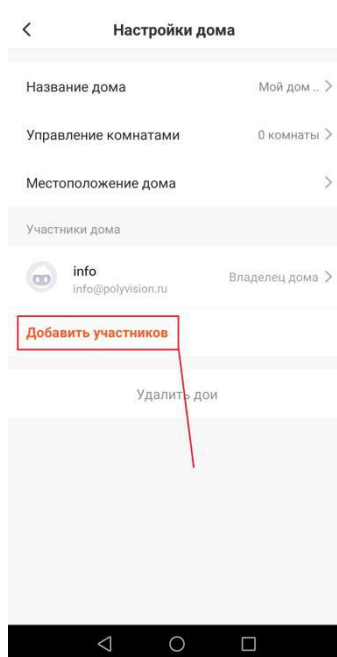 Настройки дома
Название дома Мой дом ..
Управление комнатами 0 комнаты
Местоположение дома
Участники дома
info
info@polyvision.ru
Владелец дома
Добавить участников
Удалить дои